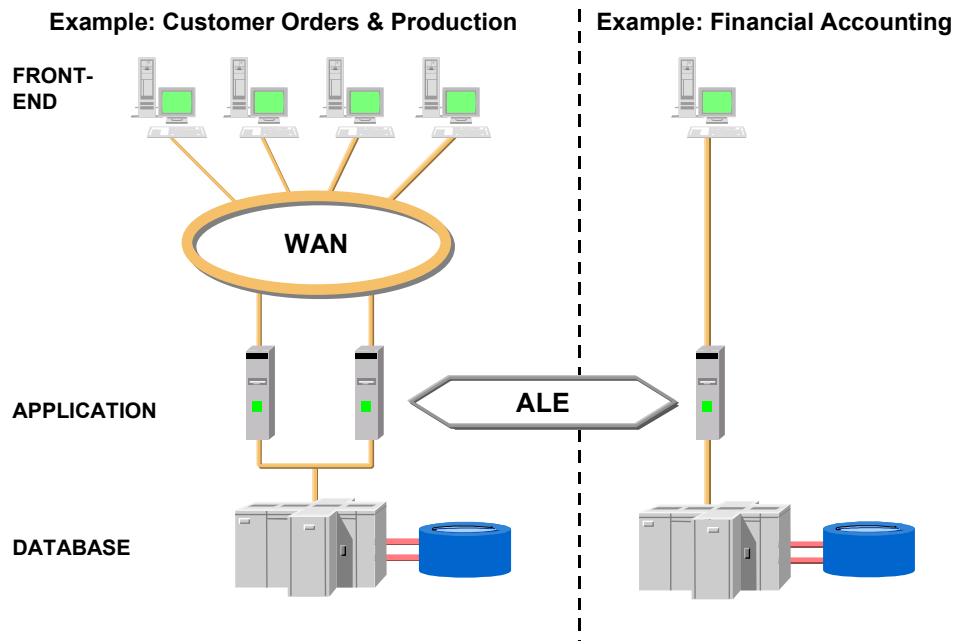 Example: Customer Orders & Production
Example: Financial Accounting
FRONT-
END
WAN
APPLICATION
ALE
DATABASE